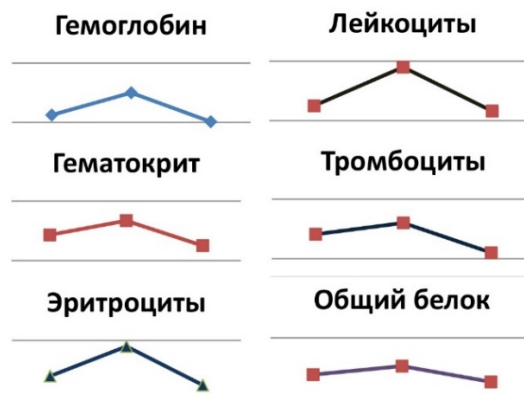 Гемоглобин
Лейкоциты
Гематокрит
Тромбоциты
Эритроциты
Общий белок